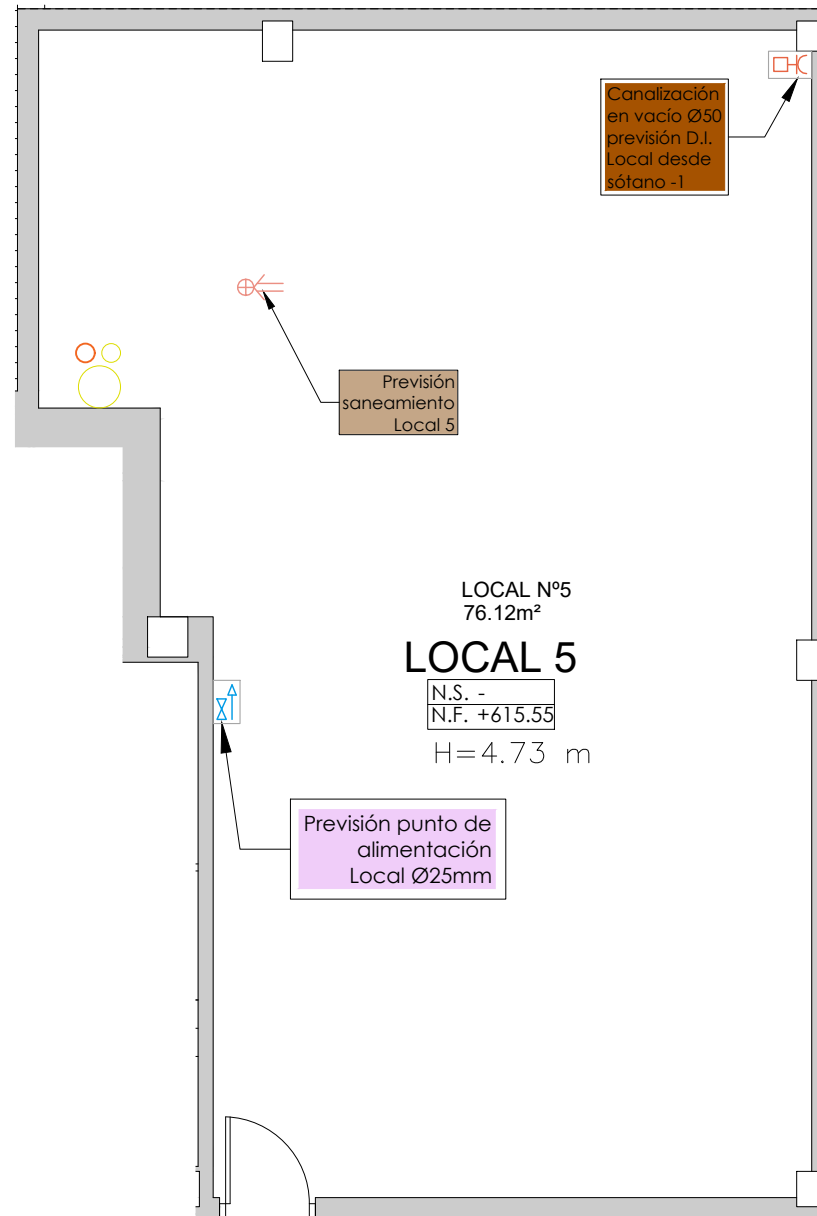 Canalización
en vacío Ø50
previsión D.I.
Local desde
sótano -1
Previsión
saneamiento
Local 5
LOCAL Nº5
76.12m²
LOCAL 5
N.S. -
N.F. +615.55
H=4.73 m
Previsión punto de
alimentación
Local Ø25mm